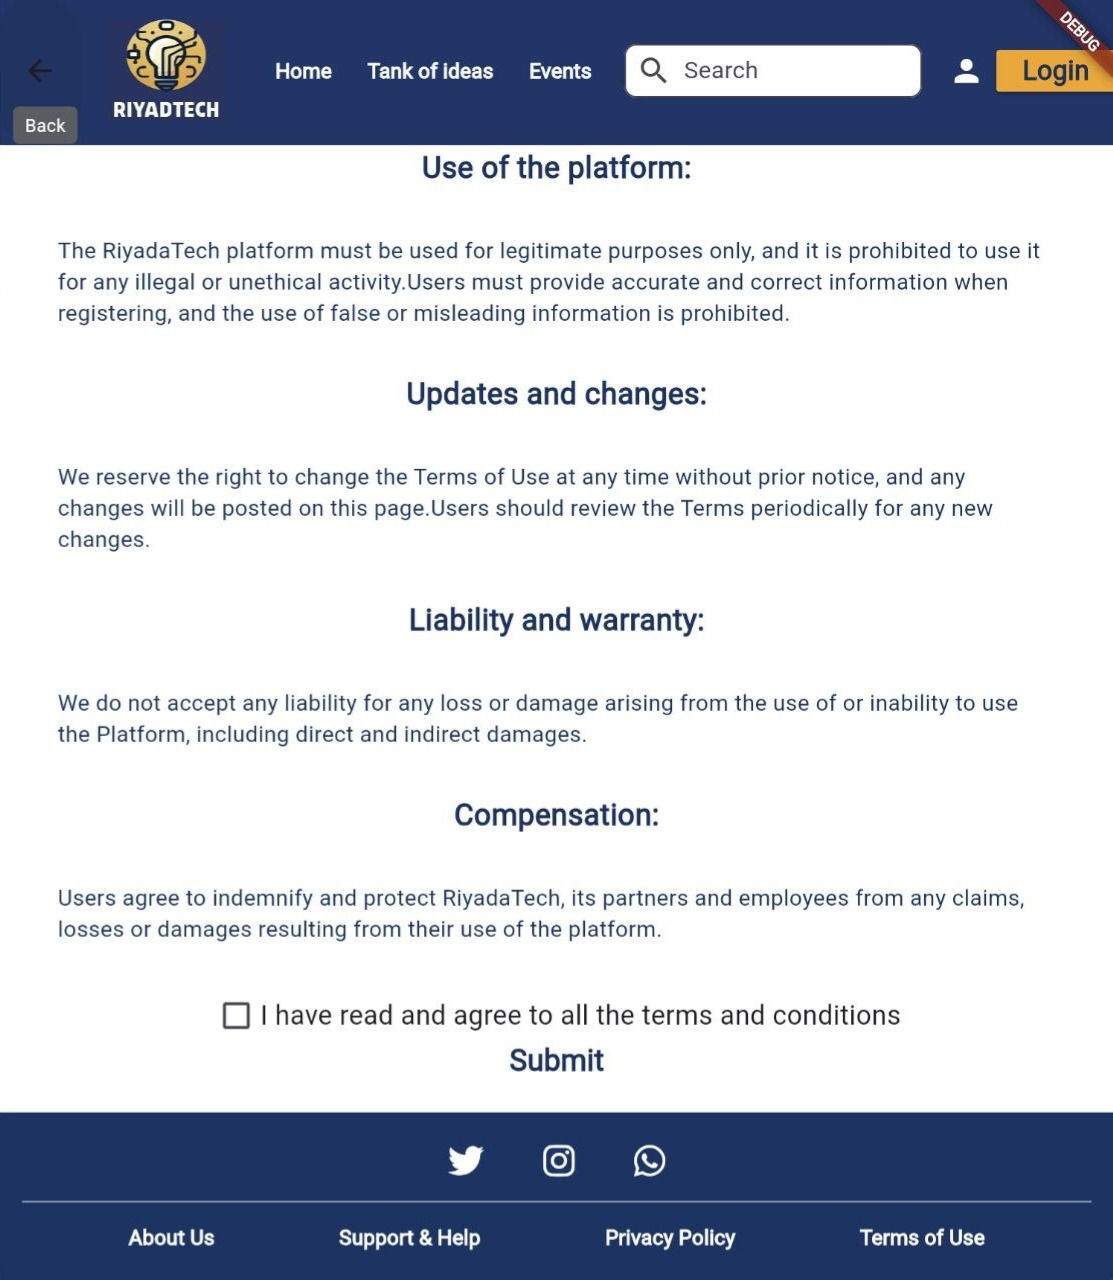 DEBUG
RIYADTECH
Home
Tank of ideas
Events
Search
Login
Back
Use of the platform:
The RiyadaTech platform must be used for legitimate purposes only, and it is prohibited to use it
for any illegal or unethical activity.Users must provide accurate and correct information when
registering, and the use of false or misleading information is prohibited.
Updates and changes:
We reserve the right to change the Terms of Use at any time without prior notice, and any
changes will be posted on this page.Users should review the Terms periodically for any new
changes.
Liability and warranty:
We do not accept any liability for any loss or damage arising from the use of or inability to use
the Platform, including direct and indirect damages.
Compensation:
Users agree to indemnify and protect RiyadaTech, its partners and employees from any claims,
losses or damages resulting from their use of the platform.
I have read and agree to all the terms and conditions
Submit
About Us
Support & Help
Privacy Policy
Terms of Use